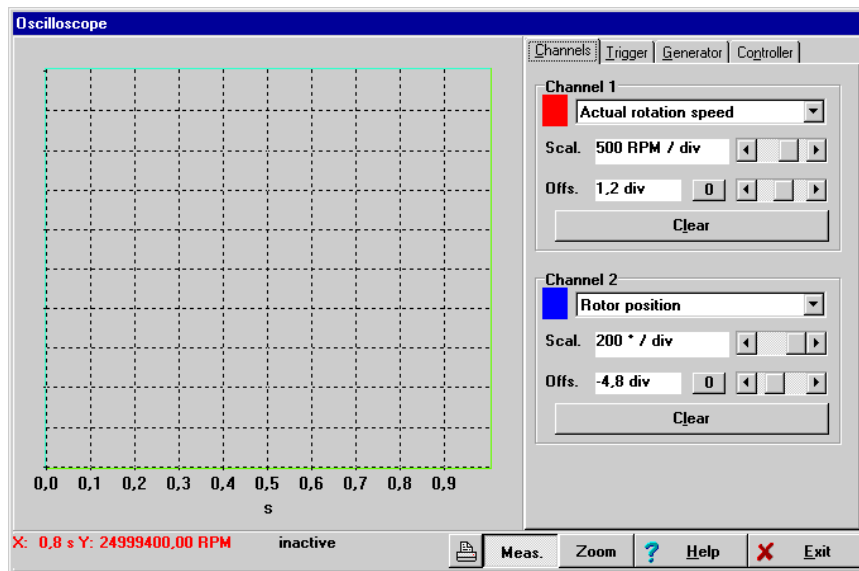 Oscilloscope
Channels Trigger Generator Controller
Channel 1
Actual rotation speed
Scal. 500 RPM / div
Offs. 1,2 div 0
Clear
Channel 2
Rotor position
Scal. 200 ° / div
Offs. -4,8 div 0
Clear
0,0 0,1 0,2 0,3 0,4 0,5 0,6 0,7 0,8 0,9
s
X: 0,8 s Y: 24999400,00 RPM inactive
Meas. Zoom ? Help X Exit